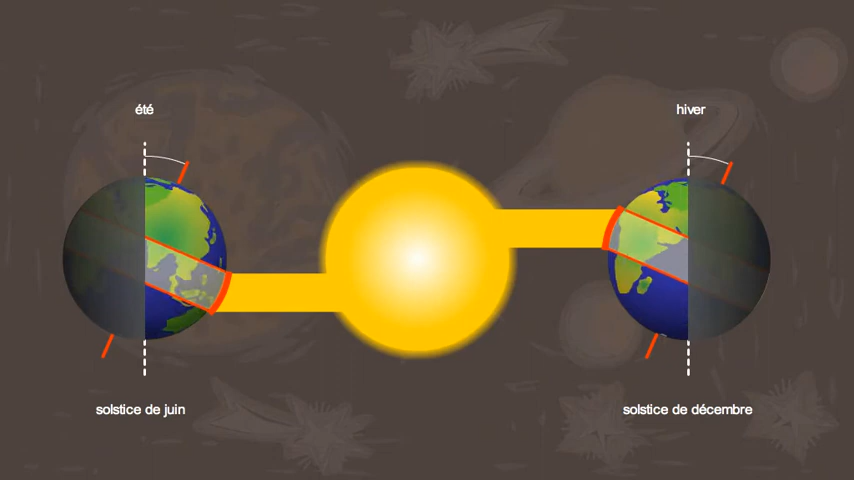 été
hiver
solstice de juin
solstice de décembre